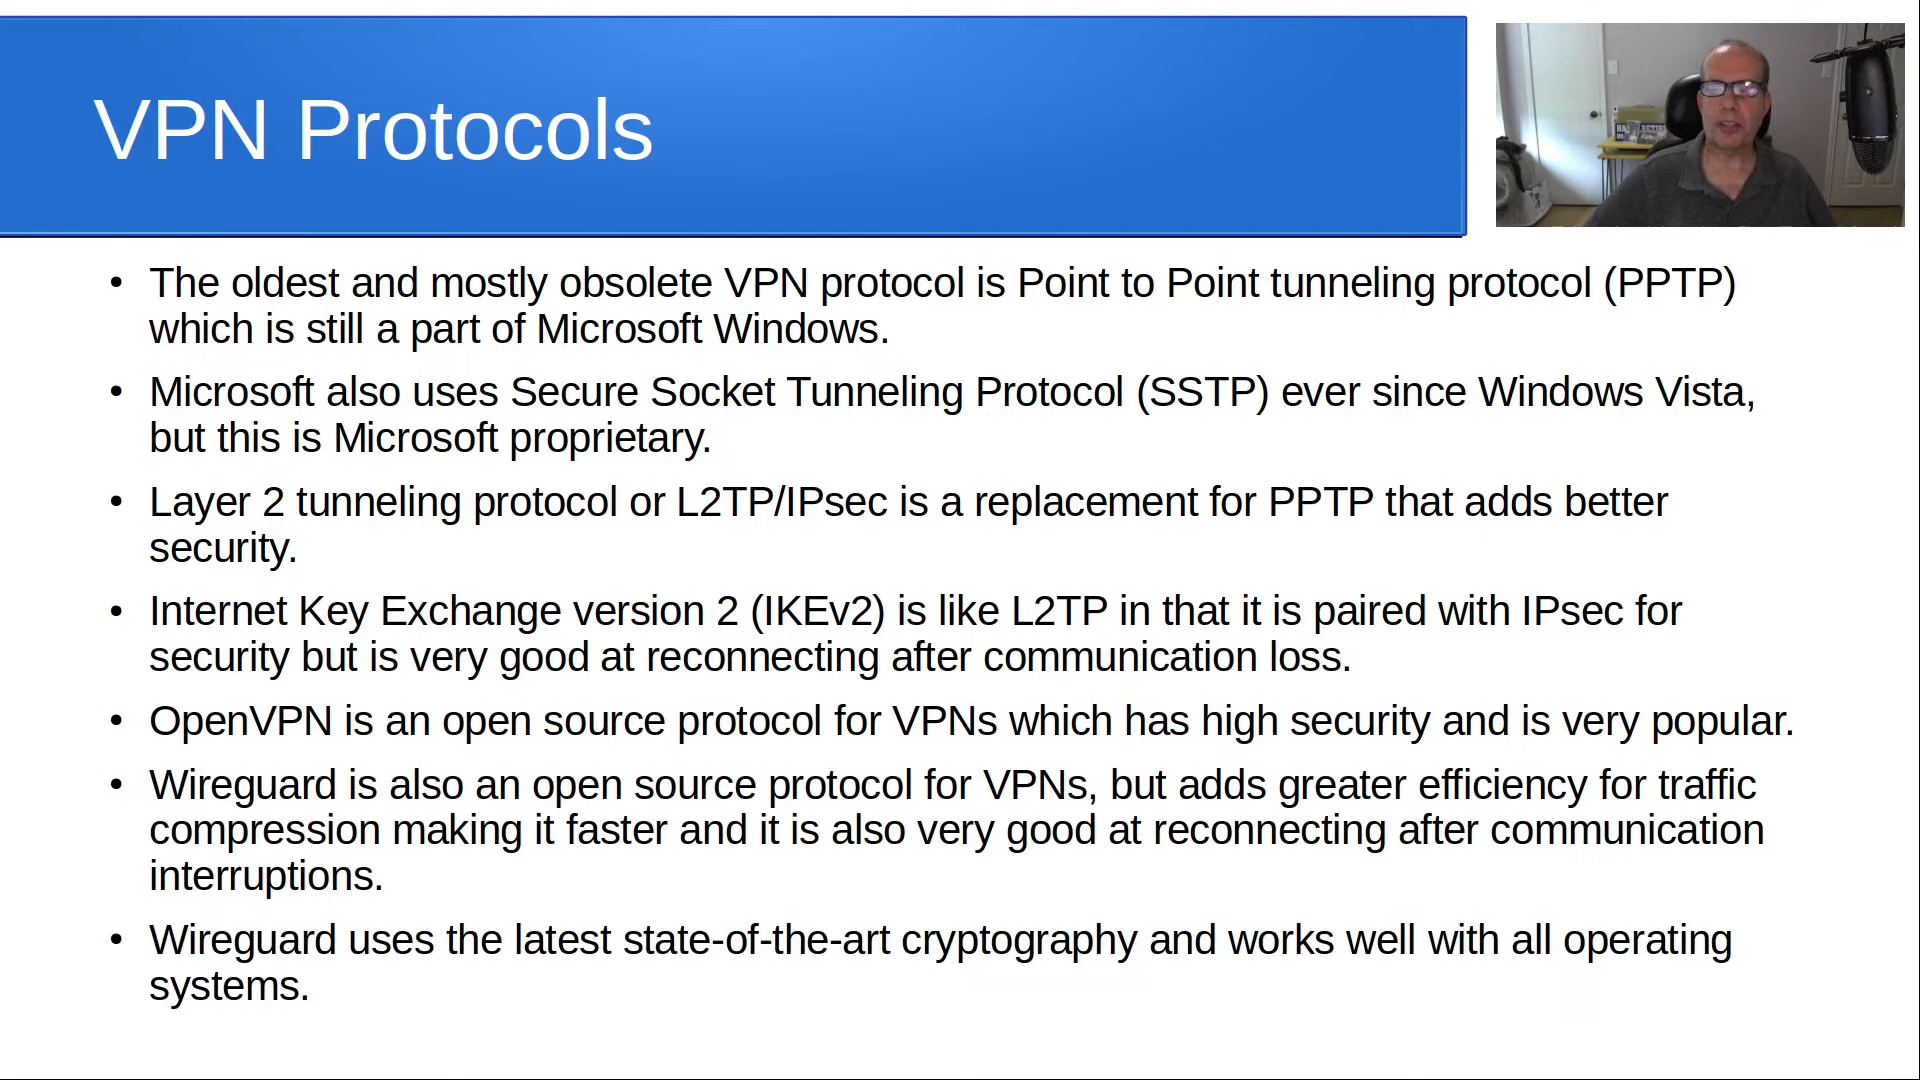 VPN Protocols
• The oldest and mostly obsolete VPN protocol is Point to Point tunneling protocol (PPTP)
which is still a part of Microsoft Windows.
• Microsoft also uses Secure Socket Tunneling Protocol (SSTP) ever since Windows Vista,
but this is Microsoft proprietary.
• Layer 2 tunneling protocol or L2TP/IPsec is a replacement for PPTP that adds better
security.
• Internet Key Exchange version 2 (IKEv2) is like L2TP in that it is paired with IPsec for
security but is very good at reconnecting after communication loss.
• OpenVPN is an open source protocol for VPNs which has high security and is very popular.
• Wireguard is also an open source protocol for VPNs, but adds greater efficiency for traffic
compression making it faster and it is also very good at reconnecting after communication
interruptions.
• Wireguard uses the latest state-of-the-art cryptography and works well with all operating
systems.